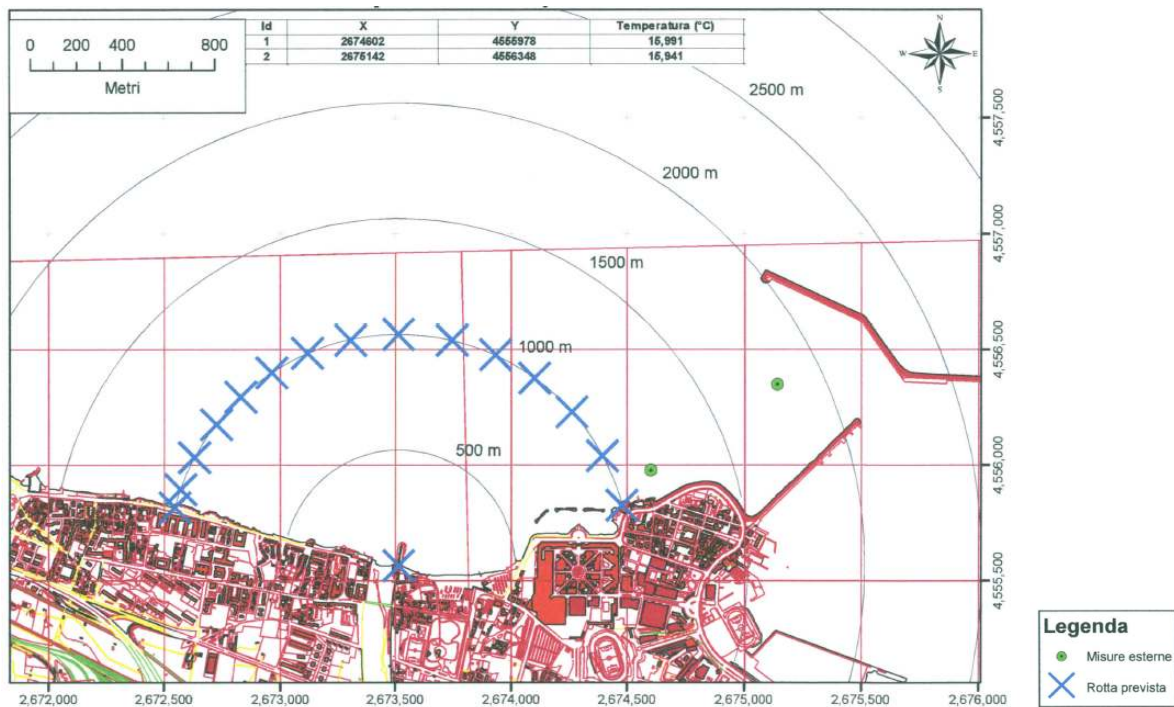 0 200 400 800
Metri
Id X Y Temperatura (°C)
1 2674602 4555978 15,991
2 2675142 4556348 15,941
N
W E
S
2500 m
2000 m
1500 m
1000 m
500 m
4,557,500
4,557,000
4,556,500
4,556,000
4,555,500
2,672,000 2,672,500 2,673,000 2,673,500 2,674,000 2,674,500 2,675,000 2,675,500 2,676,000
Legenda
Misure esterne
Rotta prevista